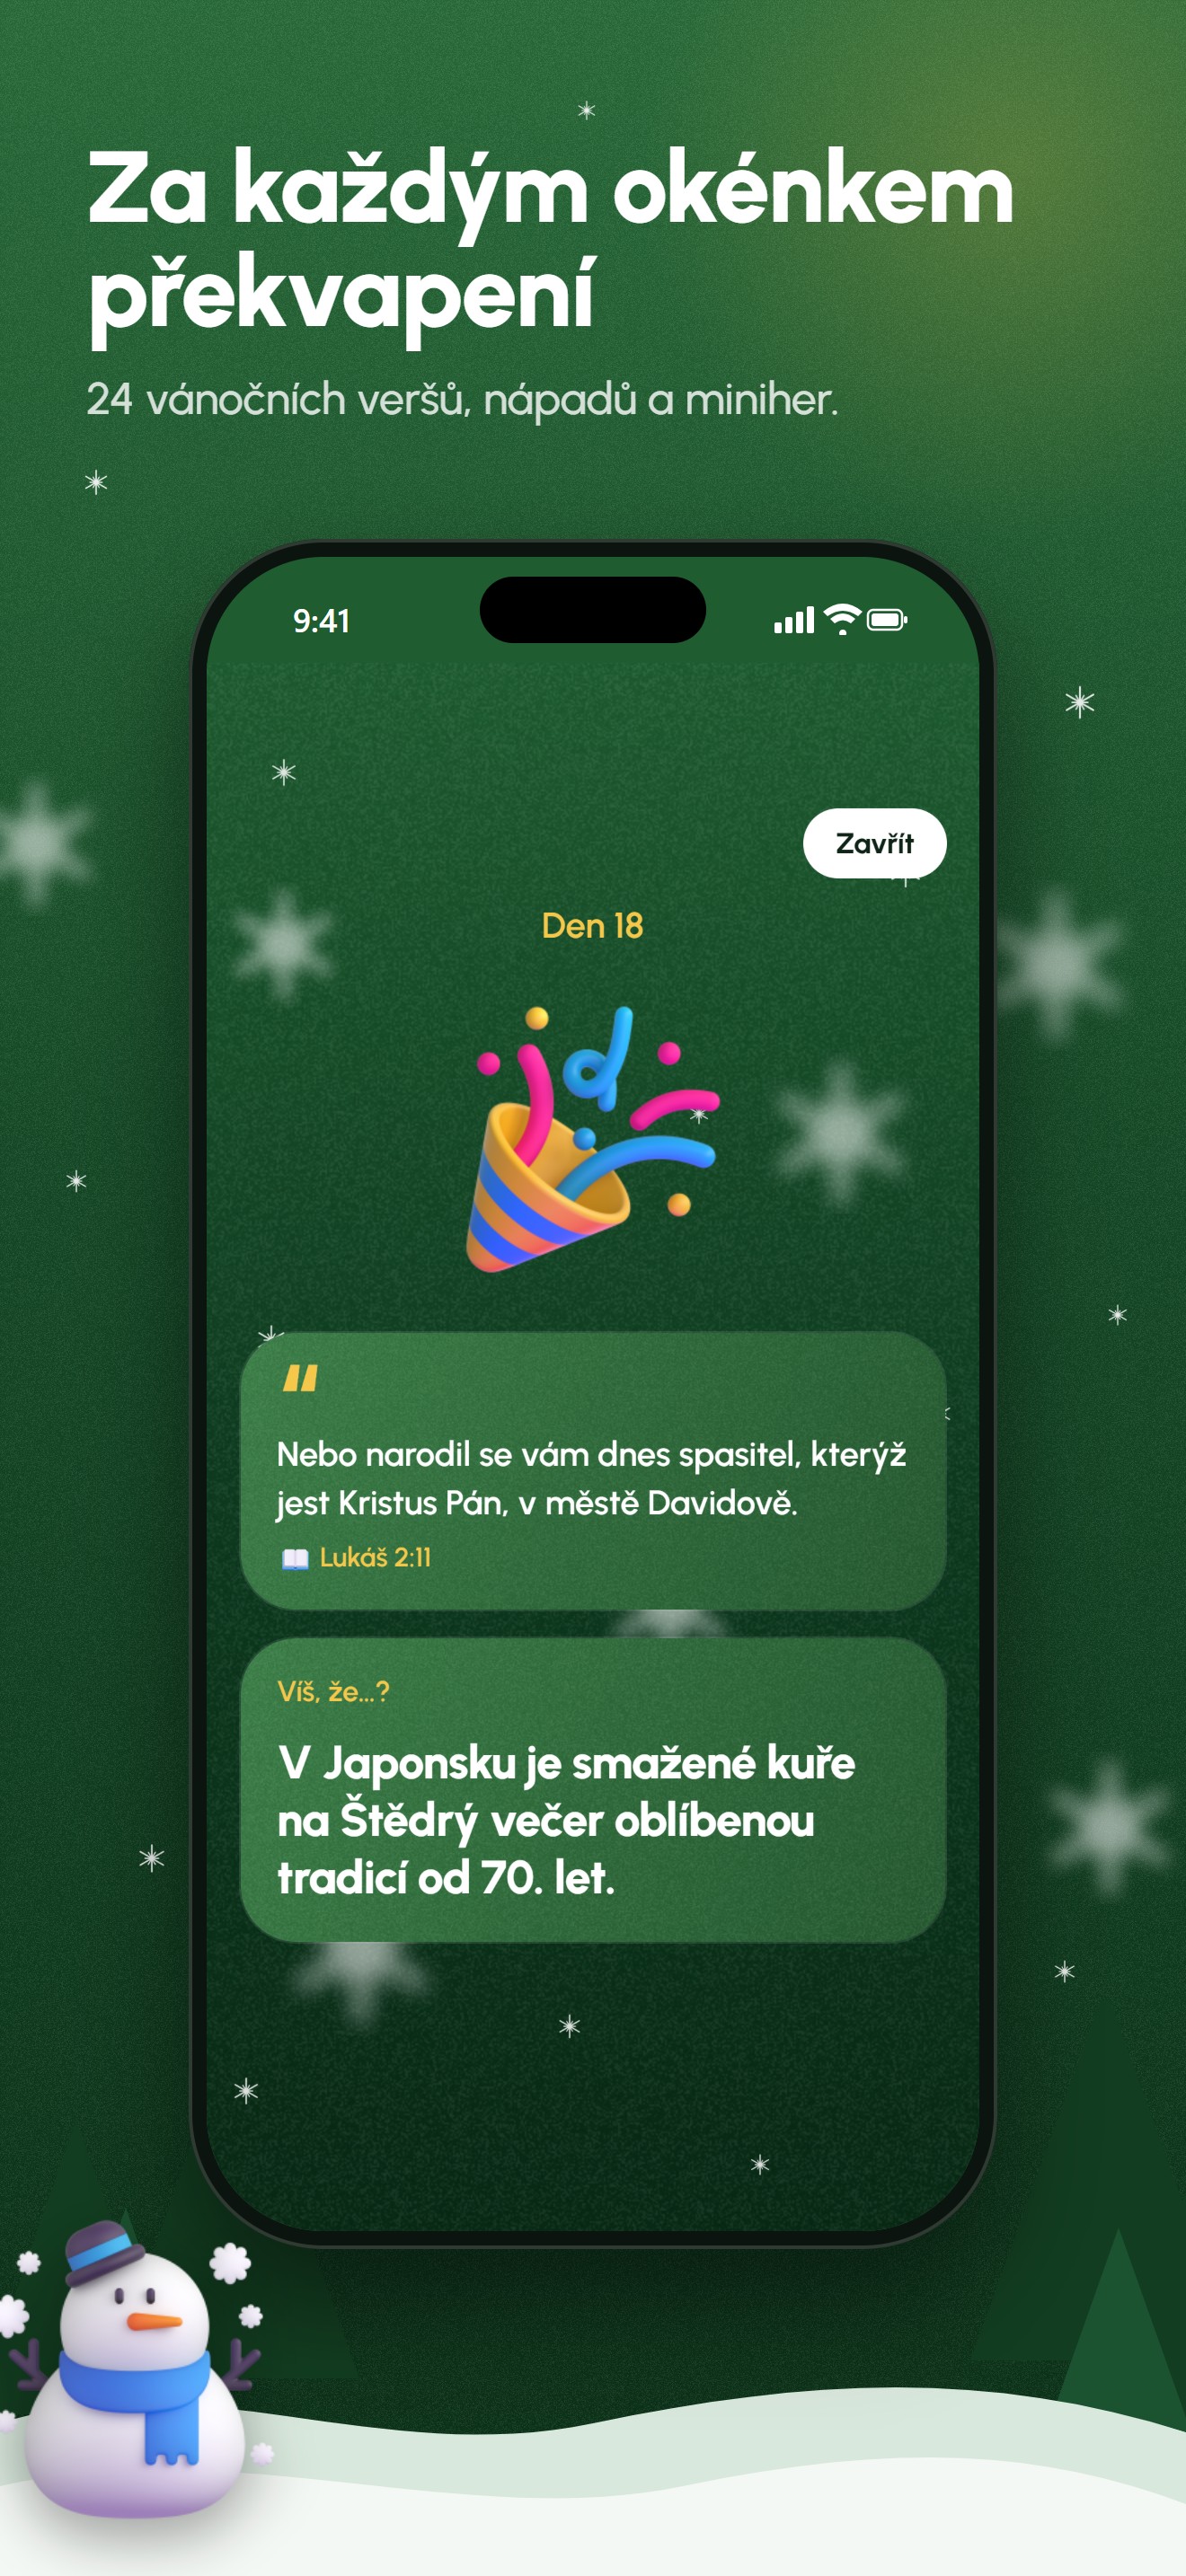 Za každým okénkem
překvapení
24 vánočních veršů, nápadů a miniher.
9:41
Zavřít
Den 18
"
Nebo narodil se vám dnes spasitel, kterýž
jest Kristus Pán, v městě Davidově.
Lukáš 2:11
Víš, že...?
V Japonsku je smažené kuře
na Štědrý večer oblíbenou
tradicí od 70. let.